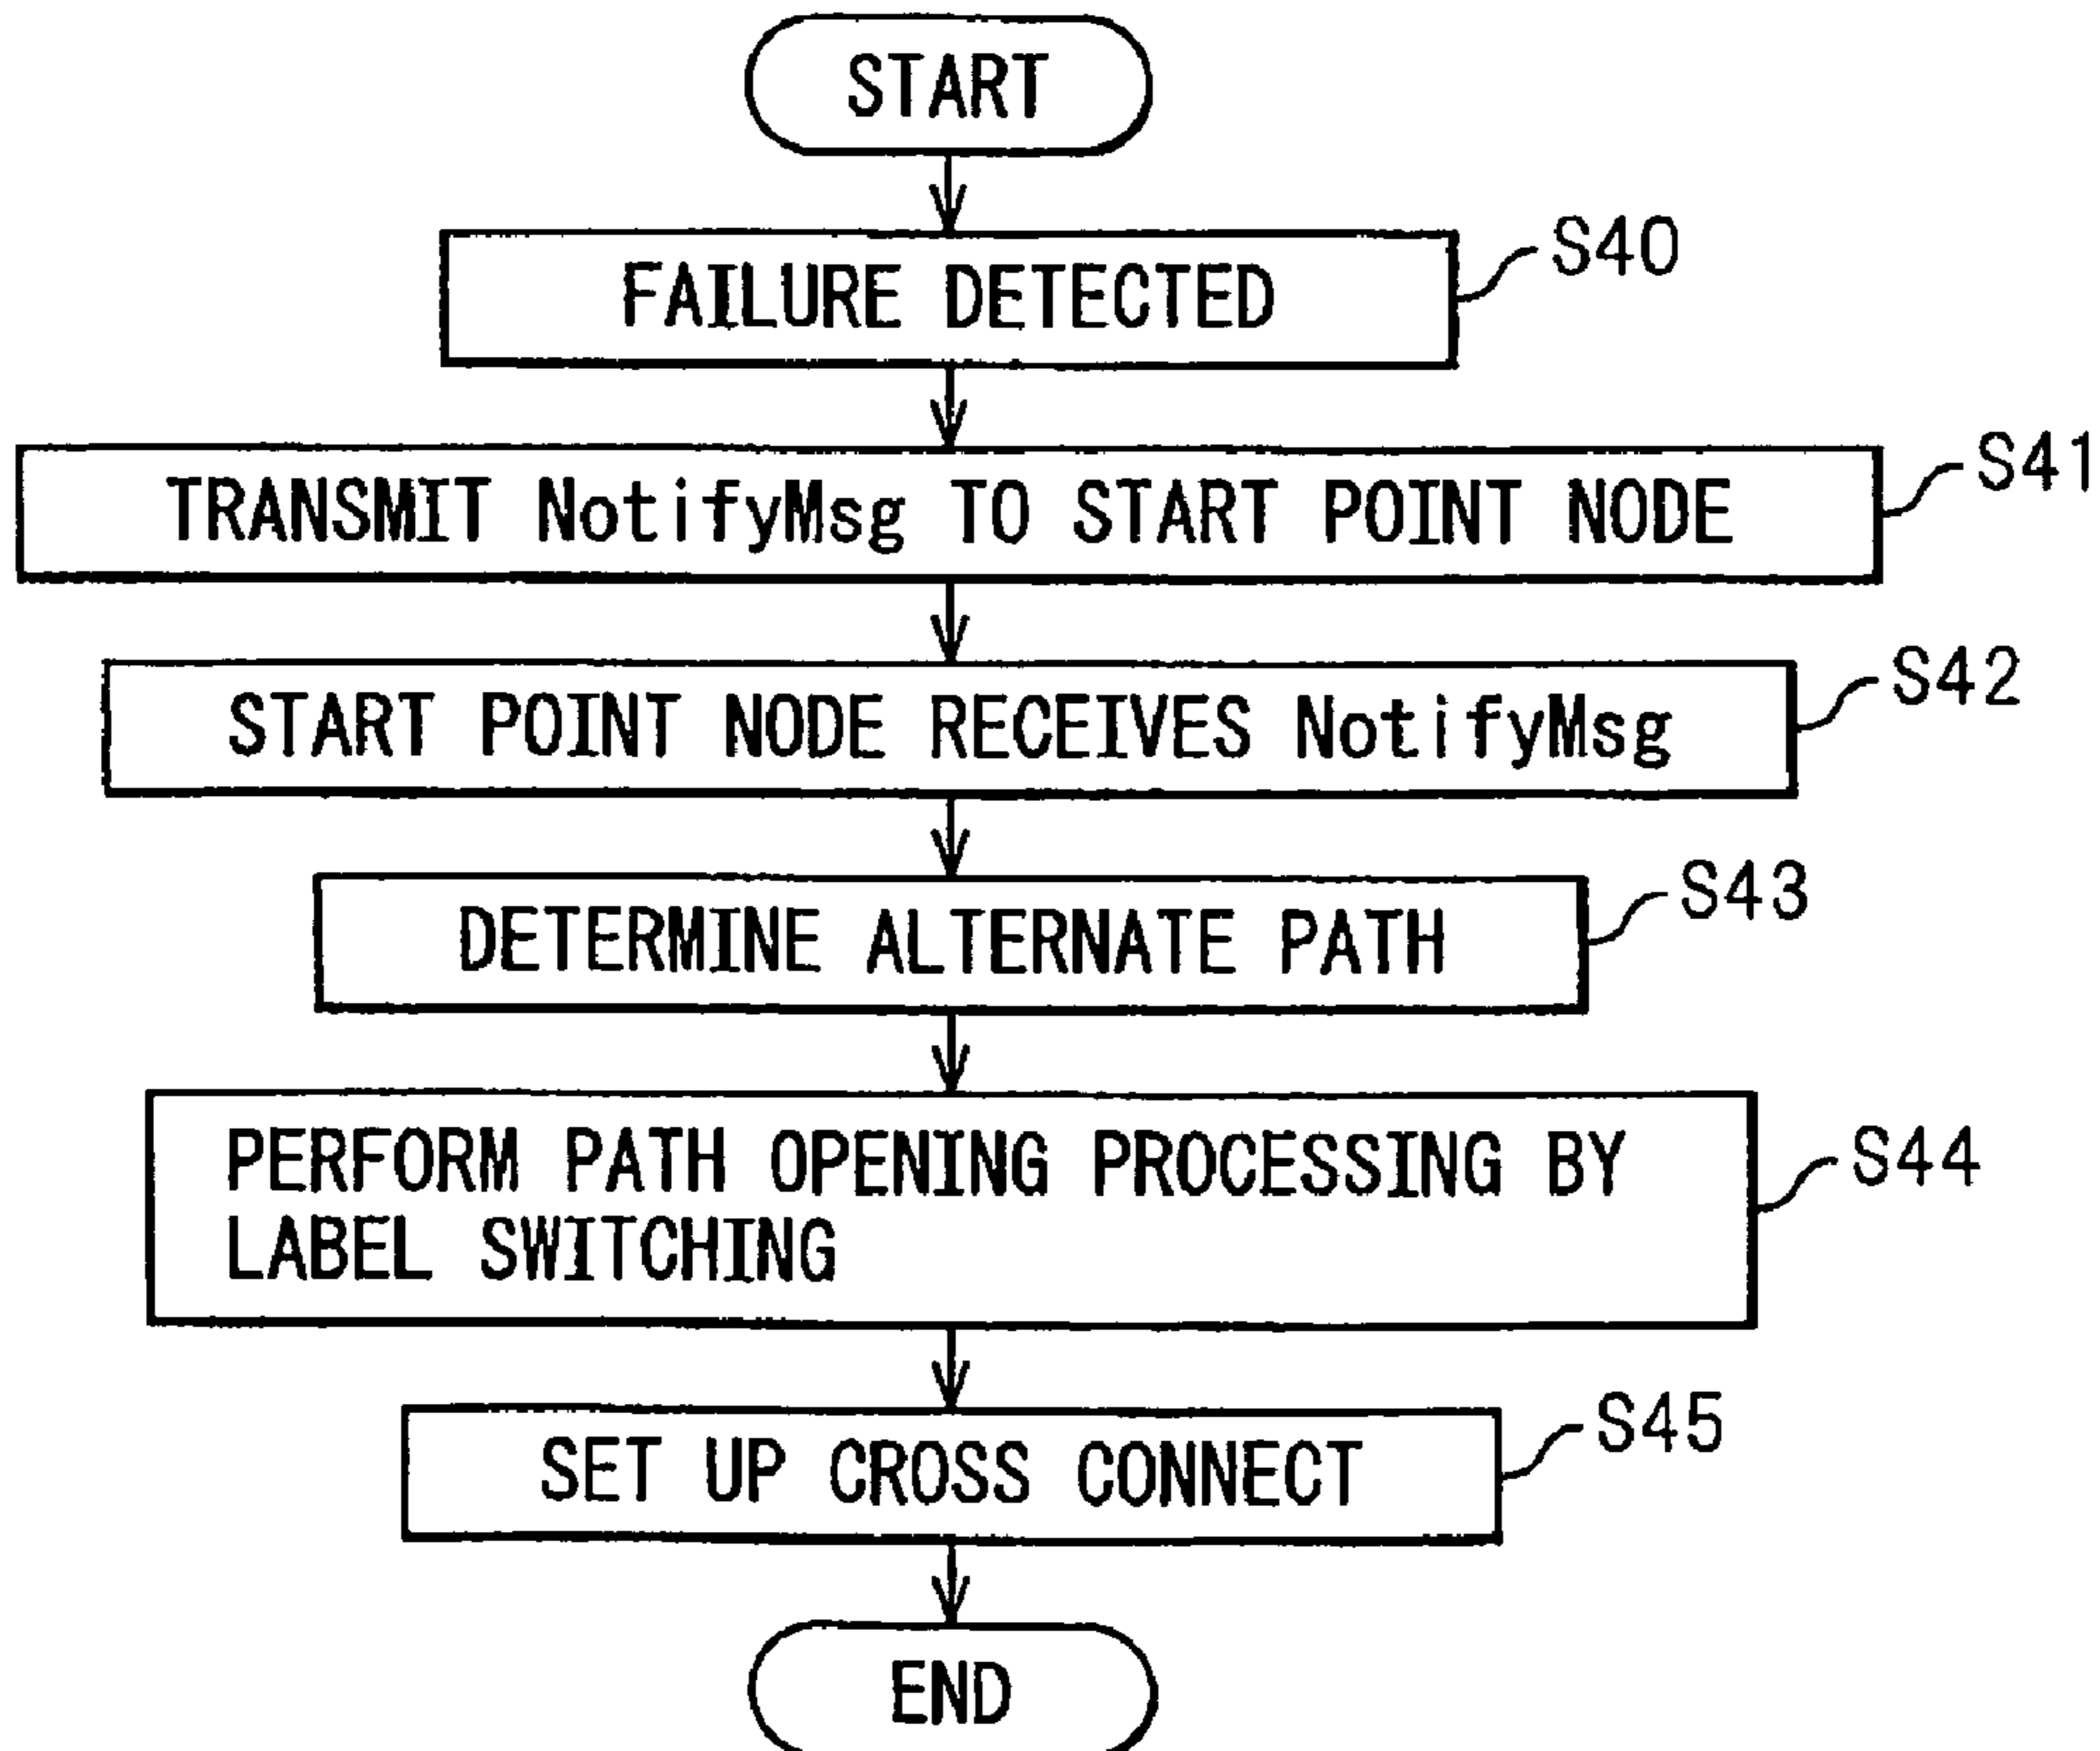 START
FAILURE DETECTED
S40
TRANSMIT NotifyMsg TO START POINT NODE
S41
START POINT NODE RECEIVES NotifyMsg
S42
DETERMINE ALTERNATE PATH
S43
PERFORM PATH OPENING PROCESSING BY
LABEL SWITCHING
S44
SET UP CROSS CONNECT
S45
END